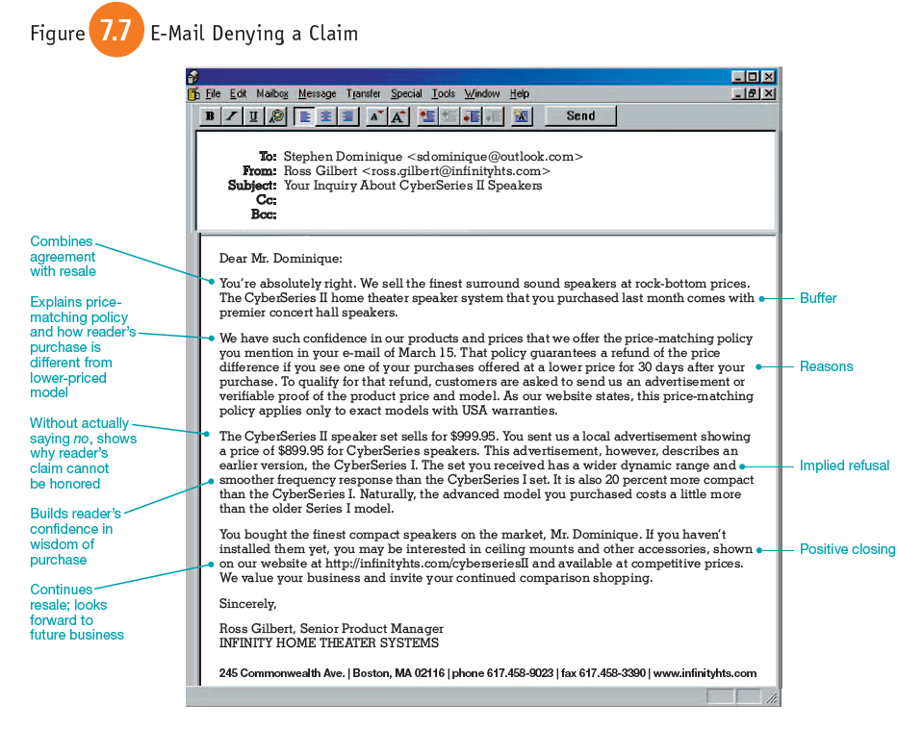 Figure 7.7 E-Mail Denying a Claim
File Edit Mailbox Message Transfer Special Tools Window Help
B I U Send
To: Stephen Dominique <sdominique@outlook.com>
From: Ross Gilbert <ross.gilbert@infinityhts.com>
Subject: Your Inquiry About CyberSeries II Speakers
Cc:
Bcc:
Combines
agreement
with resale
Explains price-
matching policy
and how reader's
purchase is
different from
lower-priced
model
Without actually
saying no, shows
why reader's
claim cannot
be honored
Builds reader's
confidence in
wisdom of
purchase
Continues
resale; looks
forward to
future business
Dear Mr. Dominique:
You're absolutely right. We sell the finest surround sound speakers at rock-bottom prices.
The CyberSeries II home theater speaker system that you purchased last month comes with
premier concert hall speakers.
We have such confidence in our products and prices that we offer the price-matching policy
you mention in your e-mail of March 15. That policy guarantees a refund of the price
difference if you see one of your purchases offered at a lower price for 30 days after your
purchase. To qualify for that refund, customers are asked to send us an advertisement or
verifiable proof of the product price and model. As our website states, this price-matching
policy applies only to exact models with USA warranties.
The CyberSeries II speaker set sells for $999.95. You sent us a local advertisement showing
a price of $899.95 for CyberSeries speakers. This advertisement, however, describes an
earlier version, the CyberSeries I. The set you received has a wider dynamic range and
smoother frequency response than the CyberSeries I set. It is also 20 percent more compact
than the CyberSeries I. Naturally, the advanced model you purchased costs a little more
than the older Series I model.
You bought the finest compact speakers on the market, Mr. Dominique. If you haven't
installed them yet, you may be interested in ceiling mounts and other accessories, shown
on our website at http://infinityhts.com/cyberseriesII and available at competitive prices.
We value your business and invite your continued comparison shopping.
Sincerely,
Ross Gilbert, Senior Product Manager
INFINITY HOME THEATER SYSTEMS
245 Commonwealth Ave. | Boston, MA 02116 | phone 617.458-9023 | fax 617.458-3390 | www.infinityhts.com
Buffer
Reasons
Implied refusal
Positive closing